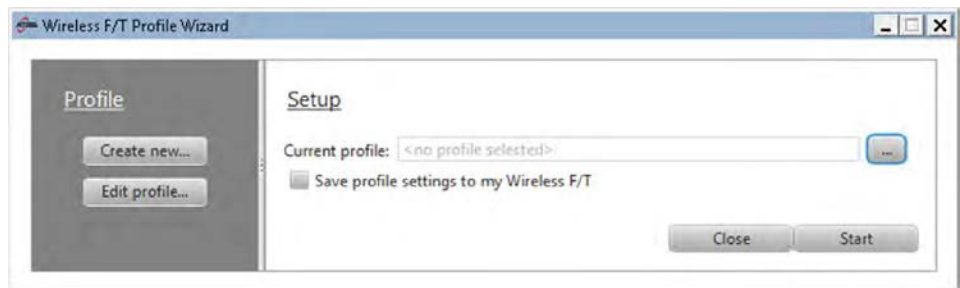 Wireless F/T Profile Wizard
Profile
Create new...
Edit profile...
Setup
Current profile: <no profile selected> ...
Save profile settings to my Wireless F/T
Close Start